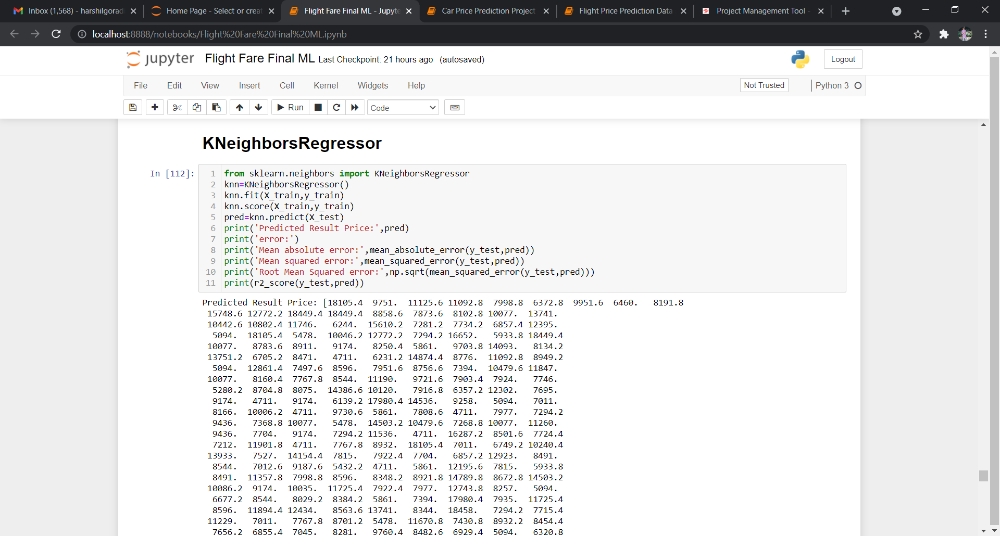 Inbox (1,568) - harshilgoradi
Home Page - Select or creat
Flight Fare Final ML - Jupyte
Car Price Prediction Project
Flight Price Prediction Data
Project Management Tool -
localhost:8888/notebooks/Flight%20Fare%20Final%20ML.ipynb
jupyter Flight Fare Final ML Last Checkpoint: 21 hours ago (autosaved)
Logout
File Edit View Insert Cell Kernel Widgets Help
Not Trusted
Python 3
Run
Code
KNeighborsRegressor
In [112]:
1 from sklearn.neighbors import KNeighborsRegressor
2 knn=KNeighborsRegressor()
3 knn.fit(X_train,y_train)
4 knn.score(X_train,y_train)
5 pred=knn.predict(X_test)
6 print('Predicted Result Price:',pred)
7 print('error:')
8 print('Mean absolute error:',mean_absolute_error(y_test,pred))
9 print('Mean squared error:',mean_squared_error(y_test,pred))
10 print('Root Mean Squared error:',np.sqrt(mean_squared_error(y_test,pred)))
11 print(r2_score(y_test,pred))
Predicted Result Price: [18105.4 9751. 11125.6 11092.8 7998.8 6372.8 9951.6 6460. 8191.8
15748.6 12772.2 18449.4 18449.4 8858.6 7873.6 8102.8 10077. 13741.
10442.6 10802.4 11746. 6244. 15610.2 7281.2 7734.2 6857.4 12395.
5094. 18105.4 5478. 10046.2 12772.2 7294.2 16652. 5933.8 18449.4
10077. 8783.6 8911. 9174. 8250.4 5861. 9703.8 14093. 8134.2
13751.2 6705.2 8471. 4711. 6231.2 14874.4 8776. 11092.8 8949.2
5094. 12861.4 7497.6 8596. 7951.6 8756.6 7394. 10479.6 11847.
10077. 8160.4 7767.8 8544. 11190. 9721.6 7903.4 7924. 7746.
5280.2 8704.8 8075. 14386.6 10120. 7916.8 6357.2 12302. 7695.
9174. 4711. 9174. 6139.2 17980.4 14536. 9258. 5094. 7011.
8166. 10006.2 4711. 9730.6 5861. 7808.6 4711. 7977. 7294.2
9436. 7368.8 10077. 5478. 14503.2 10479.6 7268.8 10077. 11260.
9436. 7704. 9174. 7294.2 11536. 4711. 16287.2 8501.6 7724.4
7212. 11901.8 4711. 7767.8 8932. 18105.4 7011. 6749.2 10240.4
13933. 7527. 14154.4 7815. 7922.4 7704. 6857.2 12923. 8491.
8544. 7012.6 9187.6 5432.2 4711. 5861. 12195.6 7815. 5933.8
8491. 11357.8 7998.8 8596. 8348.2 8921.8 14789.8 8672.8 14503.2
10086.2 9174. 10035. 11725.4 7922.4 7977. 12743.8 8257. 5094.
6677.2 8544. 8029.2 8384.2 5861. 7394. 17980.4 7935. 11725.4
8596. 11894.4 12434. 8563.6 13741. 8344. 18458. 7294.2 7715.4
11229. 7011. 7767.8 8701.2 5478. 11670.8 7430.8 8932.2 8454.4
7656.2 6855.4 7045. 8281. 9760.4 8482.6 6929.4 5094. 6320.8